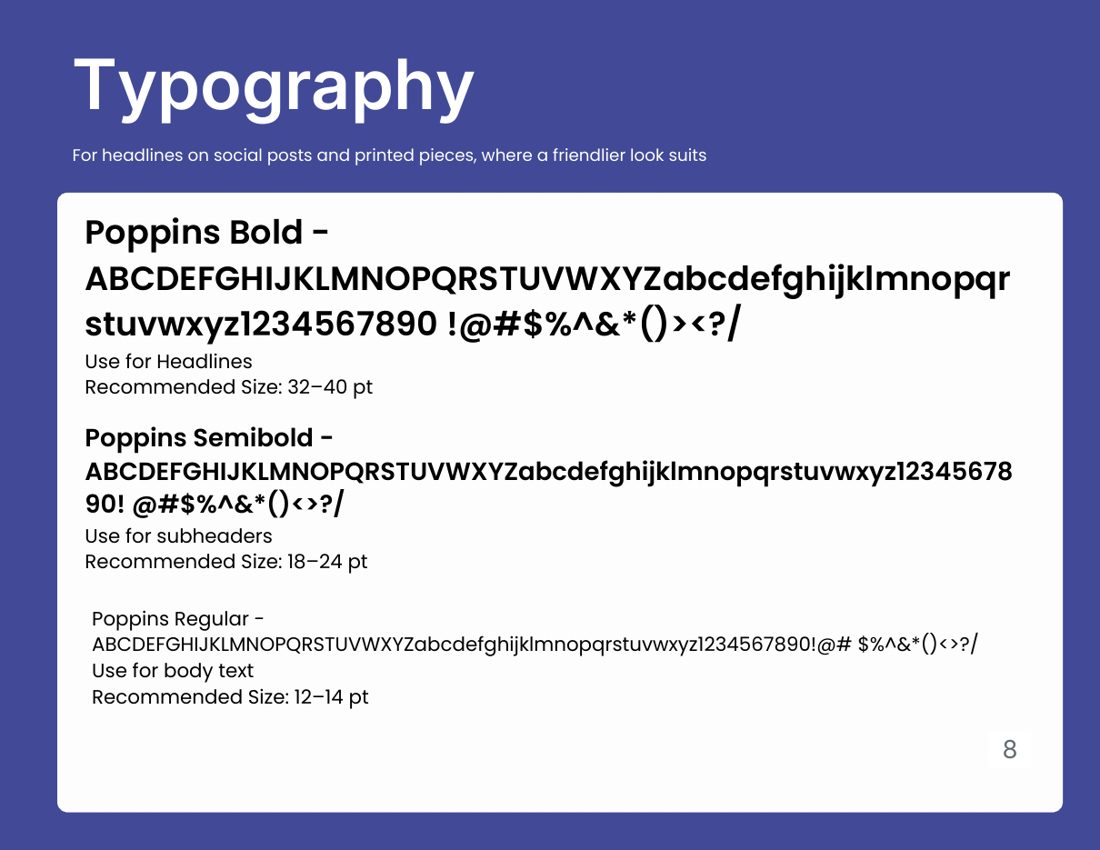 Typography
For headlines on social posts and printed pieces, where a friendlier look suits
Poppins Bold -
ABCDEFGHIJKLMNOPQRSTUVWXYZabcdefghijklmnopqr
stuvwxyz1234567890 !@#$%^&*()><?/
Use for Headlines
Recommended Size: 32–40 pt
Poppins Semibold -
ABCDEFGHIJKLMNOPQRSTUVWXYZabcdefghijklmnopqrstuvwxyz12345678
90! @#$%^&*()<>?/
Use for subheaders
Recommended Size: 18–24 pt
Poppins Regular -
ABCDEFGHIJKLMNOPQRSTUVWXYZabcdefghijklmnopqrstuvwxyz1234567890!@# $%^&*()<>?/
Use for body text
Recommended Size: 12–14 pt
8